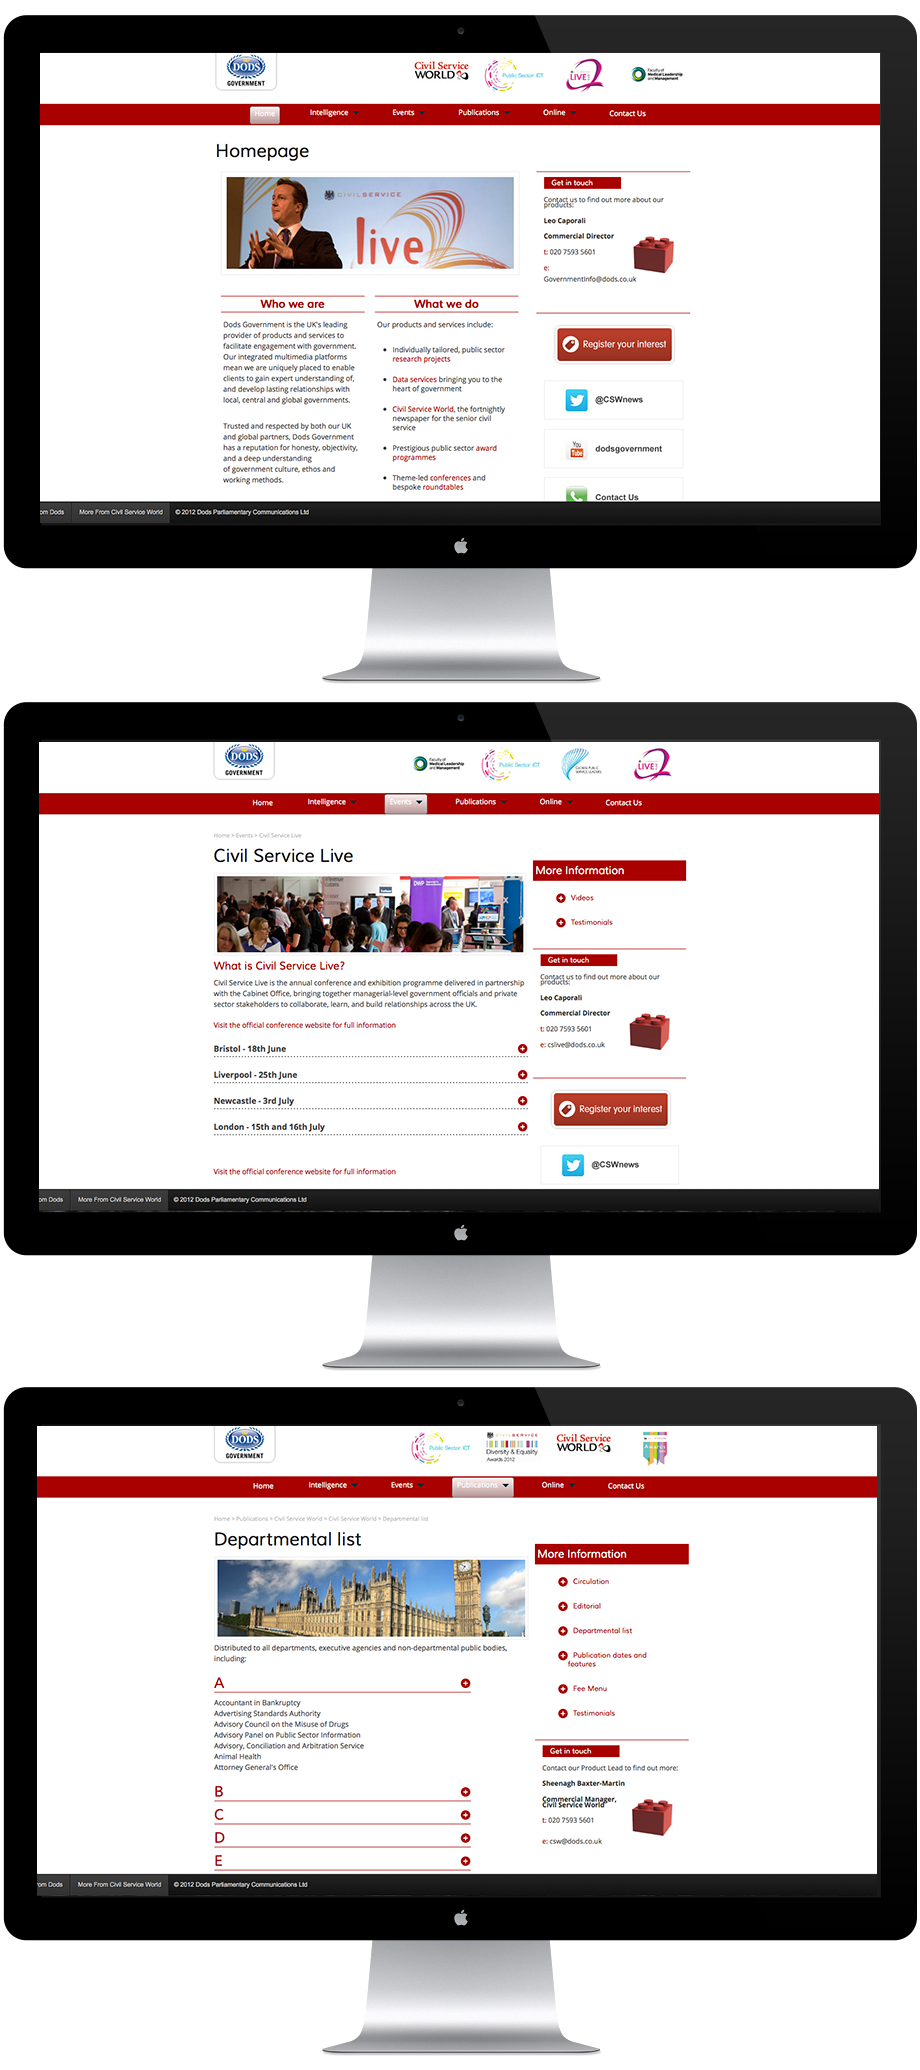 DODS
GOVERNMENT
Civil Service
WORLD
Public Sector ICT
LIVE
Faculty of
Medical Leadership
and Management
Home
Intelligence
Events
Publications
Online
Contact Us
Homepage
CIVILSERVICE
live
Get in touch
Contact us to find out more about our
products:
Leo Caporali
Commercial Director
t: 020 7593 5601
e:
GovernmentInfo@dods.co.uk
Who we are
Dods Government is the UK's leading
provider of products and services to
facilitate engagement with government.
Our integrated multimedia platforms
mean we are uniquely placed to enable
clients to gain expert understanding of,
and develop lasting relationships with
local, central and global governments.
Trusted and respected by both our UK
and global partners, Dods Government
has a reputation for honesty, objectivity,
and a deep understanding
of government culture, ethos and
working methods.
What we do
Our products and services include:
Individually tailored, public sector
research projects
Data services bringing you to the
heart of government
Civil Service World, the fortnightly
newspaper for the senior civil
service
Prestigious public sector award
programmes
Theme-led conferences and
bespoke roundtables
Register your interest
@CSWnews
You
Tube
dodsgovernment
Contact Us
om Dods
More From Civil Service World
© 2012 Dods Parliamentary Communications Ltd
DODS
GOVERNMENT
Faculty of
Medical Leadership
and Management
Public Sector ICT
GLOBAL PUBLIC
SERVICE LEADERS
LIVE
Home
Intelligence
Events
Publications
Online
Contact Us
Home > Events > Civil Service Live
Civil Service Live
DWP
What is Civil Service Live?
Civil Service Live is the annual conference and exhibition programme delivered in partnership
with the Cabinet Office, bringing together managerial-level government officials and private
sector stakeholders to collaborate, learn, and build relationships across the UK.
Visit the official conference website for full information
Bristol - 18th June
Liverpool - 25th June
Newcastle - 3rd July
London - 15th and 16th July
Visit the official conference website for full information
More Information
Videos
Testimonials
Get in touch
Contact us to find out more about our
products:
Leo Caporali
Commercial Director
t: 020 7593 5601
e: cslive@dods.co.uk
Register your interest
@CSWnews
om Dods
More From Civil Service World
© 2012 Dods Parliamentary Communications Ltd
DODS
GOVERNMENT
Public Sector ICT
CIVILSERVICE
Diversity & Equality
Awards 2012
Civil Service
WORLD
Awards
Home
Intelligence
Events
Publications
Online
Contact Us
Home > Publications > Civil Service World > Civil Service World > Departmental list
Departmental list
Distributed to all departments, executive agencies and non-departmental public bodies,
including:
A
Accountant in Bankruptcy
Advertising Standards Authority
Advisory Council on the Misuse of Drugs
Advisory Panel on Public Sector Information
Advisory, Conciliation and Arbitration Service
Animal Health
Attorney General's Office
B
C
D
E
More Information
Circulation
Editorial
Departmental list
Publication dates and
features
Fee Menu
Testimonials
Get in touch
Contact our Product Lead to find out more:
Sheenagh Baxter-Martin
Commercial Manager,
Civil Service World
t: 020 7593 5601
e: csw@dods.co.uk
rom Dods
More From Civil Service World
© 2012 Dods Parliamentary Communications Ltd